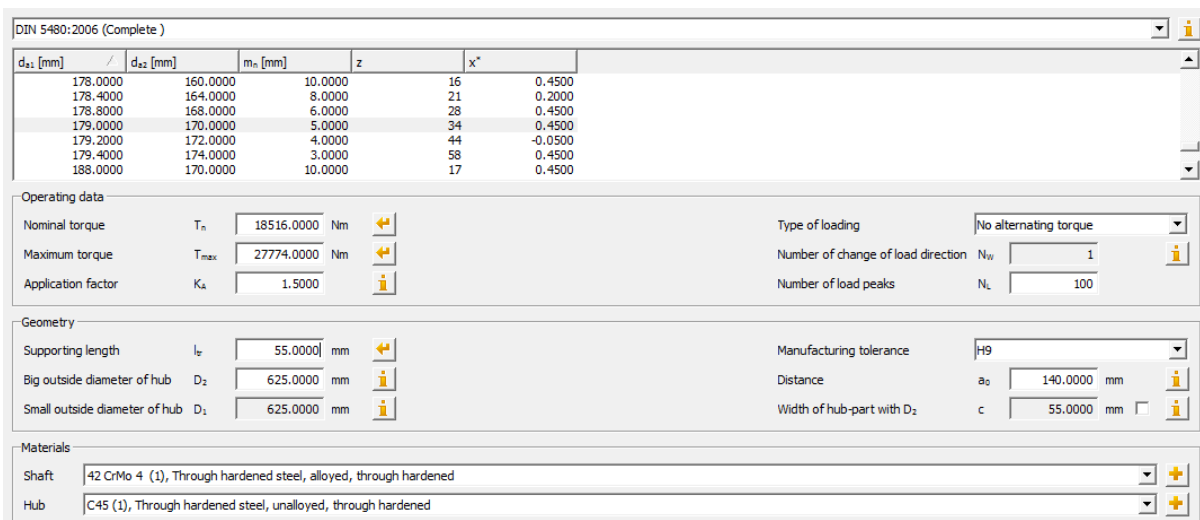 DIN 5480:2006 (Complete )
dₐ₁ [mm] dₐ₂ [mm] mₙ [mm] z x*
178.0000 160.0000 10.0000 16 0.4500
178.4000 164.0000 8.0000 21 0.2000
178.8000 168.0000 6.0000 28 0.4500
179.0000 170.0000 5.0000 34 0.4500
179.2000 172.0000 4.0000 44 -0.0500
179.4000 174.0000 3.0000 58 0.4500
188.0000 170.0000 10.0000 17 0.4500
Operating data
Nominal torque Tₙ 18516.0000 Nm Type of loading No alternating torque
Maximum torque Tₘₐₓ 27774.0000 Nm Number of change of load direction N_W 1
Application factor K_A 1.5000 Number of load peaks N_L 100
Geometry
Supporting length lₜᵣ 55.0000 mm Manufacturing tolerance H9
Big outside diameter of hub D₂ 625.0000 mm Distance a₀ 140.0000 mm
Small outside diameter of hub D₁ 625.0000 mm Width of hub-part with D₂ c 55.0000 mm
Materials
Shaft 42 CrMo 4 (1), Through hardened steel, alloyed, through hardened
Hub C45 (1), Through hardened steel, unalloyed, through hardened